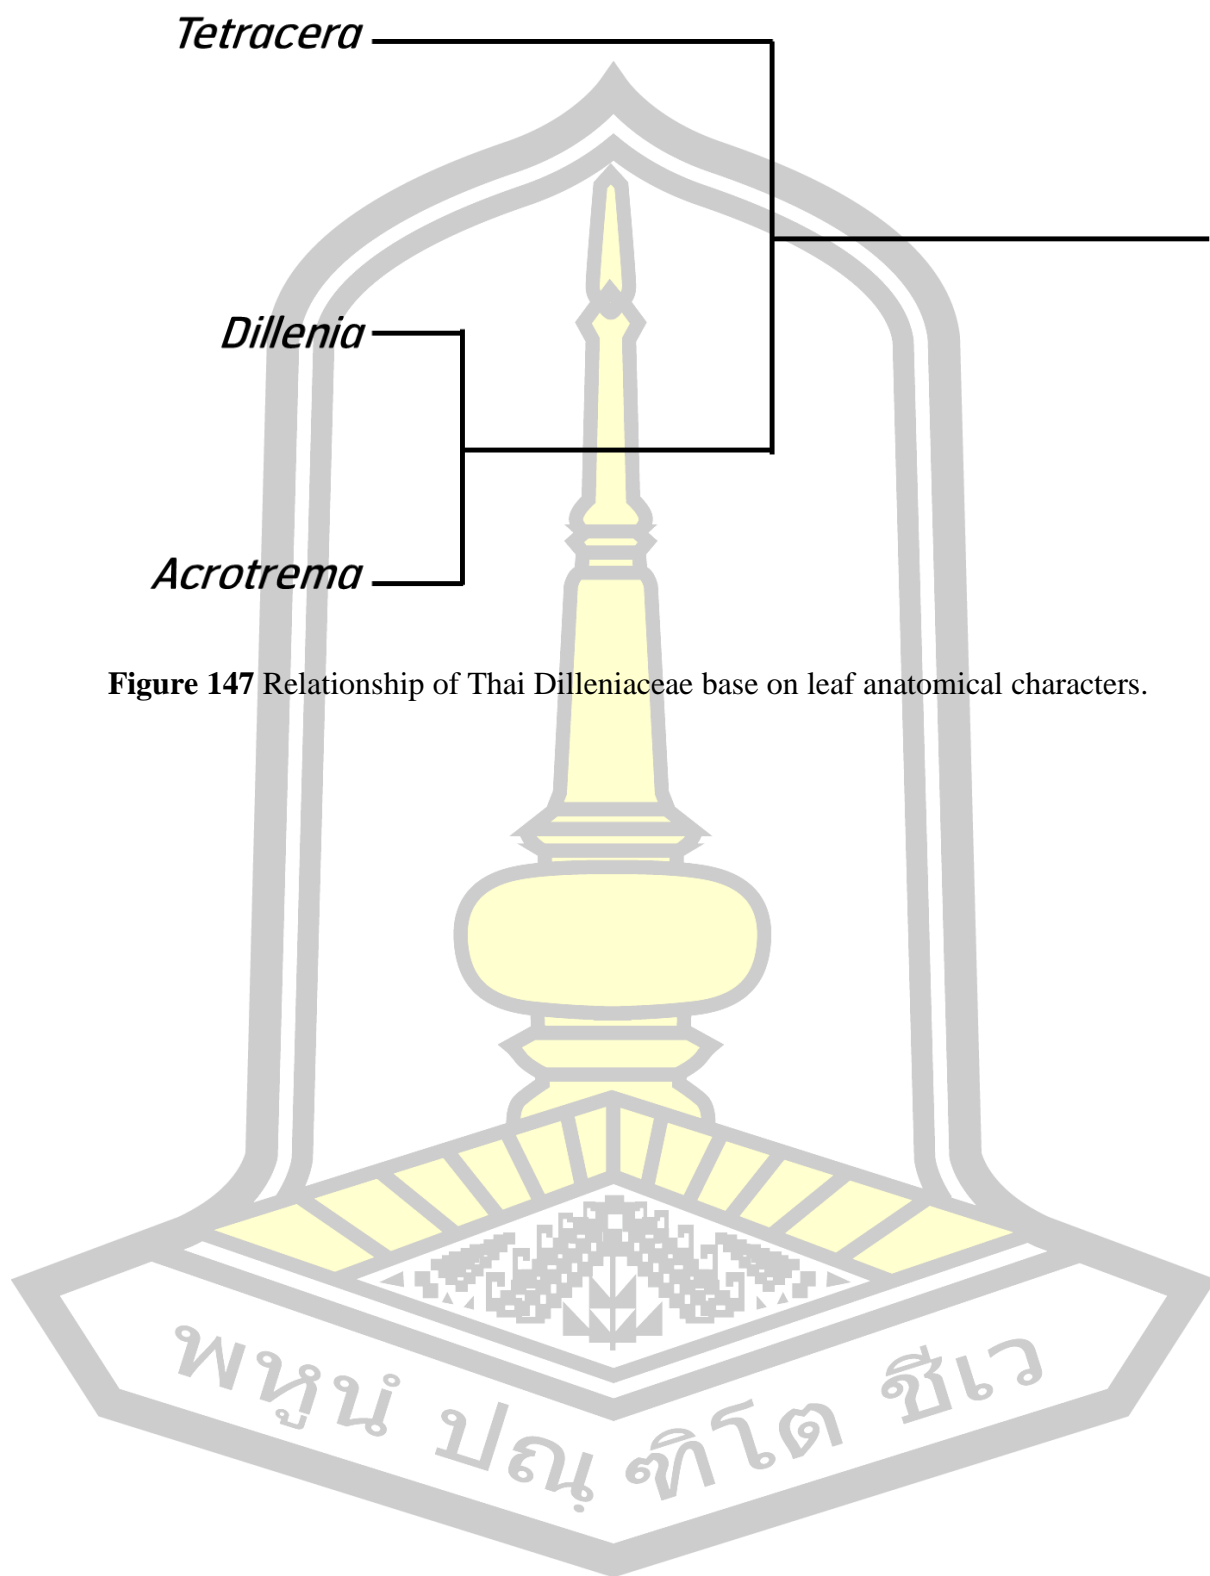 Tetracera
Dillenia
Acrotrema
Figure 147 Relationship of Thai Dilleniaceae base on leaf anatomical characters.
พหูนํ ปณฺฑิโต ชีเว